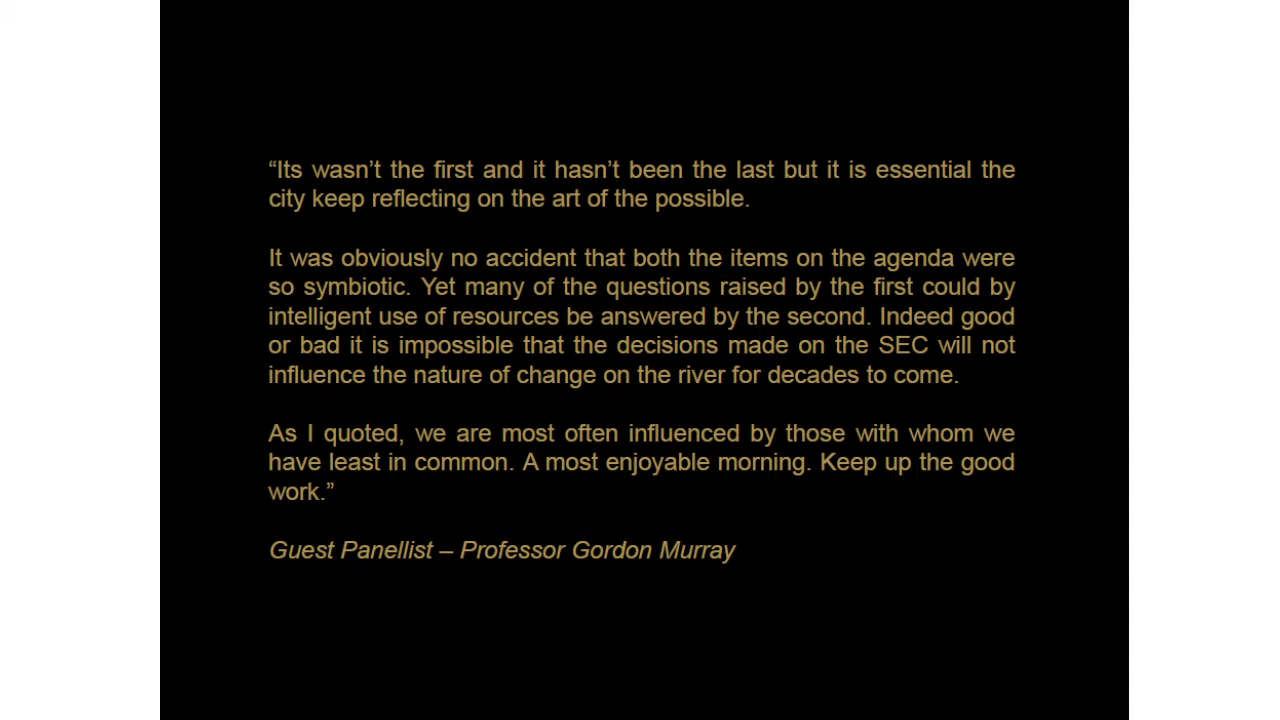 “Its wasn’t the first and it hasn’t been the last but it is essential the
city keep reflecting on the art of the possible.
It was obviously no accident that both the items on the agenda were
so symbiotic. Yet many of the questions raised by the first could by
intelligent use of resources be answered by the second. Indeed good
or bad it is impossible that the decisions made on the SEC will not
influence the nature of change on the river for decades to come.
As I quoted, we are most often influenced by those with whom we
have least in common. A most enjoyable morning. Keep up the good
work.”
Guest Panellist – Professor Gordon Murray